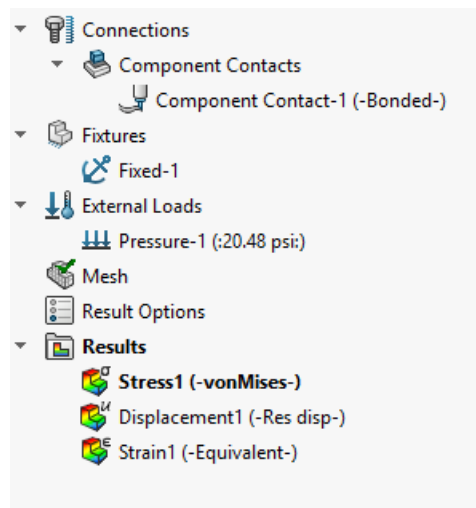 Connections
Component Contacts
Component Contact-1 (-Bonded-)
Fixtures
Fixed-1
External Loads
Pressure-1 (:20.48 psi:)
Mesh
Result Options
Results
σ Stress1 (-vonMises-)
u Displacement1 (-Res disp-)
ε Strain1 (-Equivalent-)